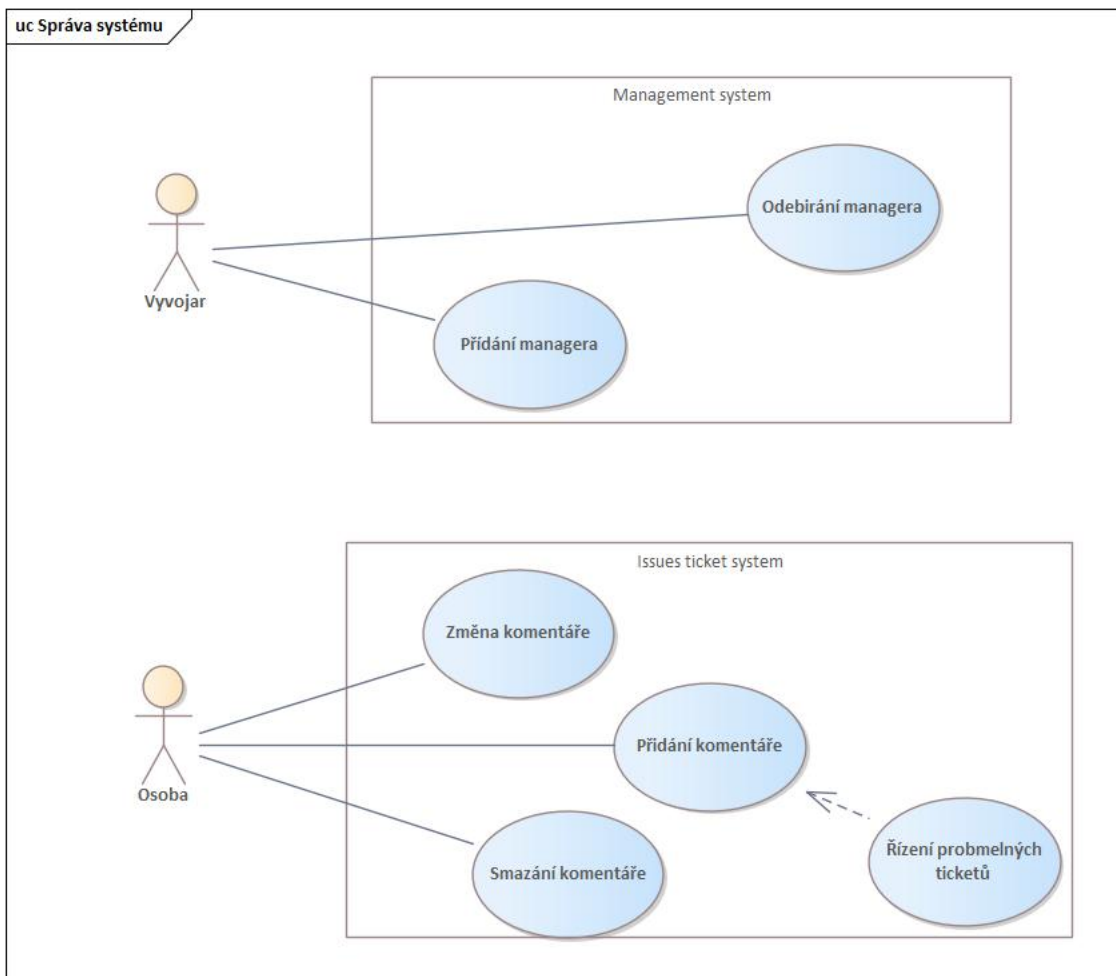 uc Správa systému
Management system
Odebirání managera
Vyvojar
Přídání managera
Issues ticket system
Změna komentáře
Přidání komentáře
Osoba
Smazání komentáře
Řízení probmelných
ticketů